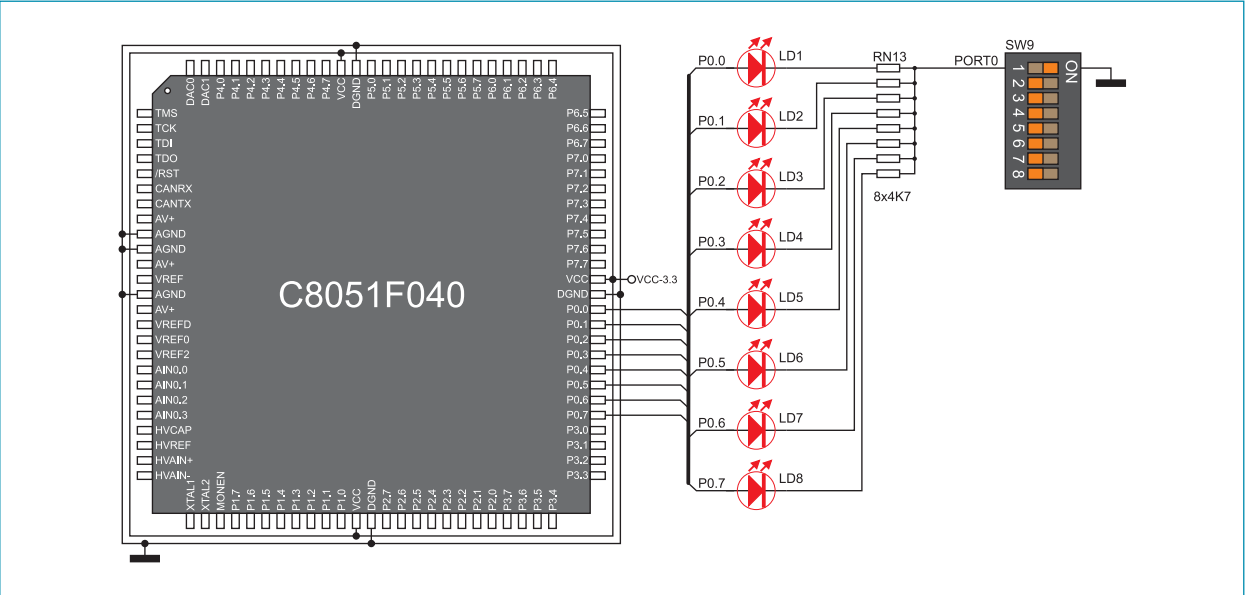 DAC0 DAC1 P4.0 P4.1 P4.2 P4.3 P4.4 P4.5 P4.6 P4.7 VCC DGND P5.0 P5.1 P5.2 P5.3 P5.4 P5.5 P5.6 P5.7 P6.0 P6.1 P6.2 P6.3 P6.4
TMS
TCK
TDI
TDO
/RST
CANRX
CANTX
AV+
AGND
AGND
AV+
VREF
AGND
AV+
VREFD
VREF0
VREF2
AIN0.0
AIN0.1
AIN0.2
AIN0.3
HVCAP
HVREF
HVAIN+
HVAIN-
C8051F040
P6.5
P6.6
P6.7
P7.0
P7.1
P7.2
P7.3
P7.4
P7.5
P7.6
P7.7
VCC
DGND
P0.0
P0.1
P0.2
P0.3
P0.4
P0.5
P0.6
P0.7
P3.0
P3.1
P3.2
P3.3
XTAL1 XTAL2 MONEN P1.7 P1.6 P1.5 P1.4 P1.3 P1.2 P1.1 P1.0 VCC DGND P2.7 P2.6 P2.5 P2.4 P2.3 P2.2 P2.1 P2.0 P3.7 P3.6 P3.5 P3.4
VCC-3.3
P0.0 LD1
P0.1 LD2
P0.2 LD3
P0.3 LD4
P0.4 LD5
P0.5 LD6
P0.6 LD7
P0.7 LD8
RN13
8x4K7
PORT0
SW9
ON
1
2
3
4
5
6
7
8